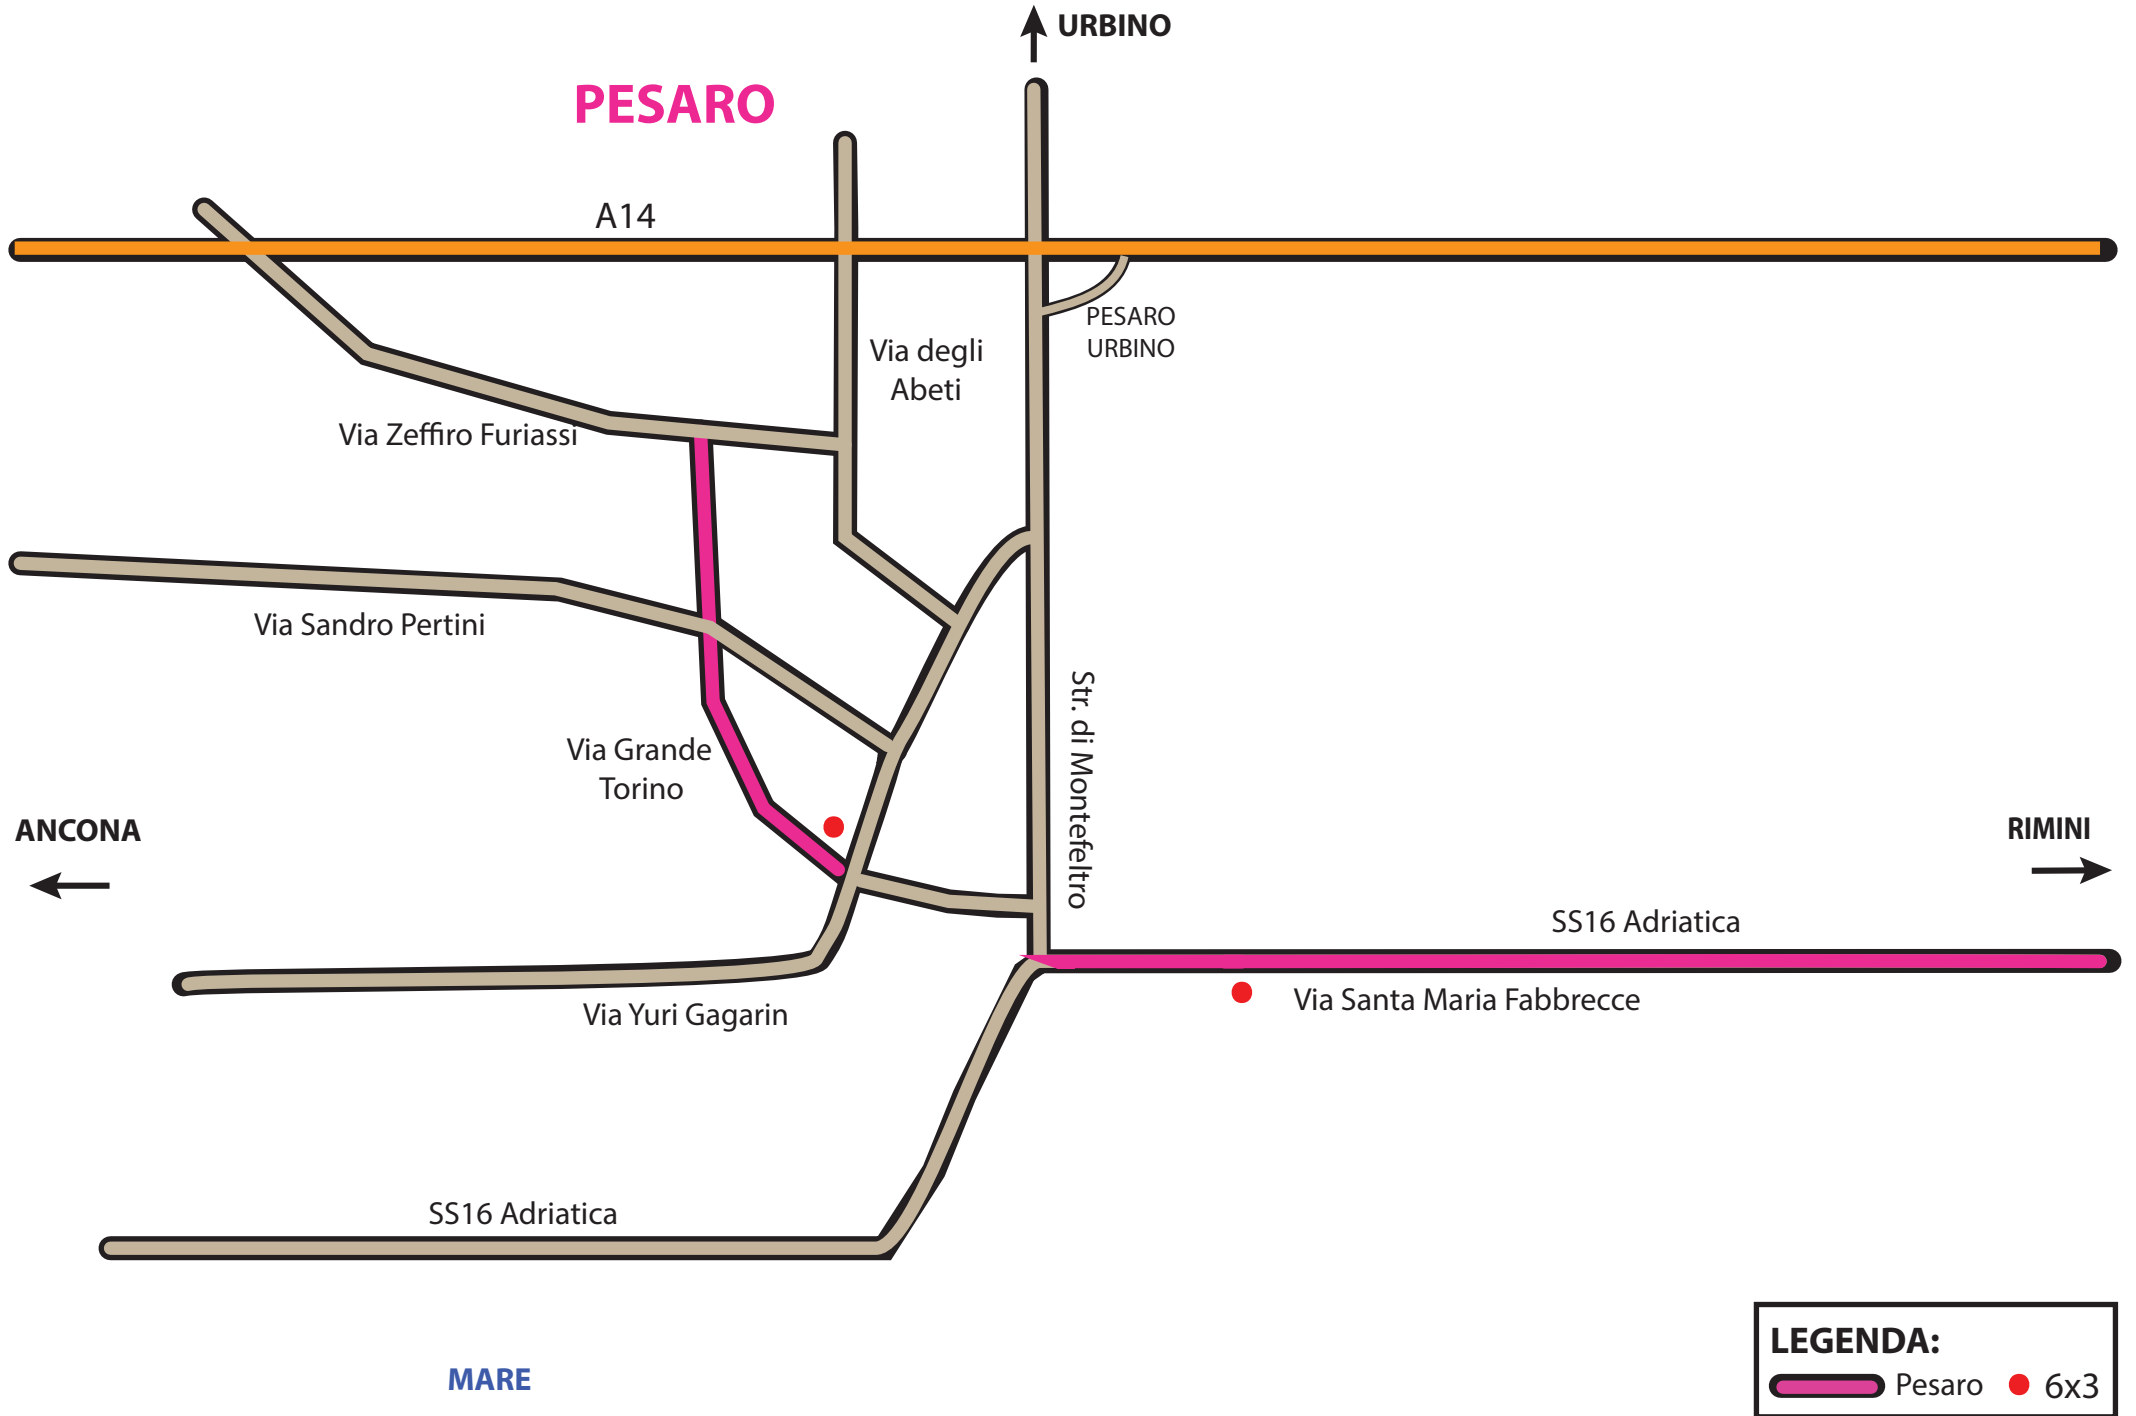 URBINO
PESARO
A14
PESARO
URBINO
Via degli
Abeti
Via Zeffiro Furiassi
Via Sandro Pertini
Str. di Montefeltro
Via Grande
Torino
ANCONA
RIMINI
SS16 Adriatica
Via Santa Maria Fabbrecce
Via Yuri Gagarin
SS16 Adriatica
LEGENDA:
Pesaro 6x3
MARE